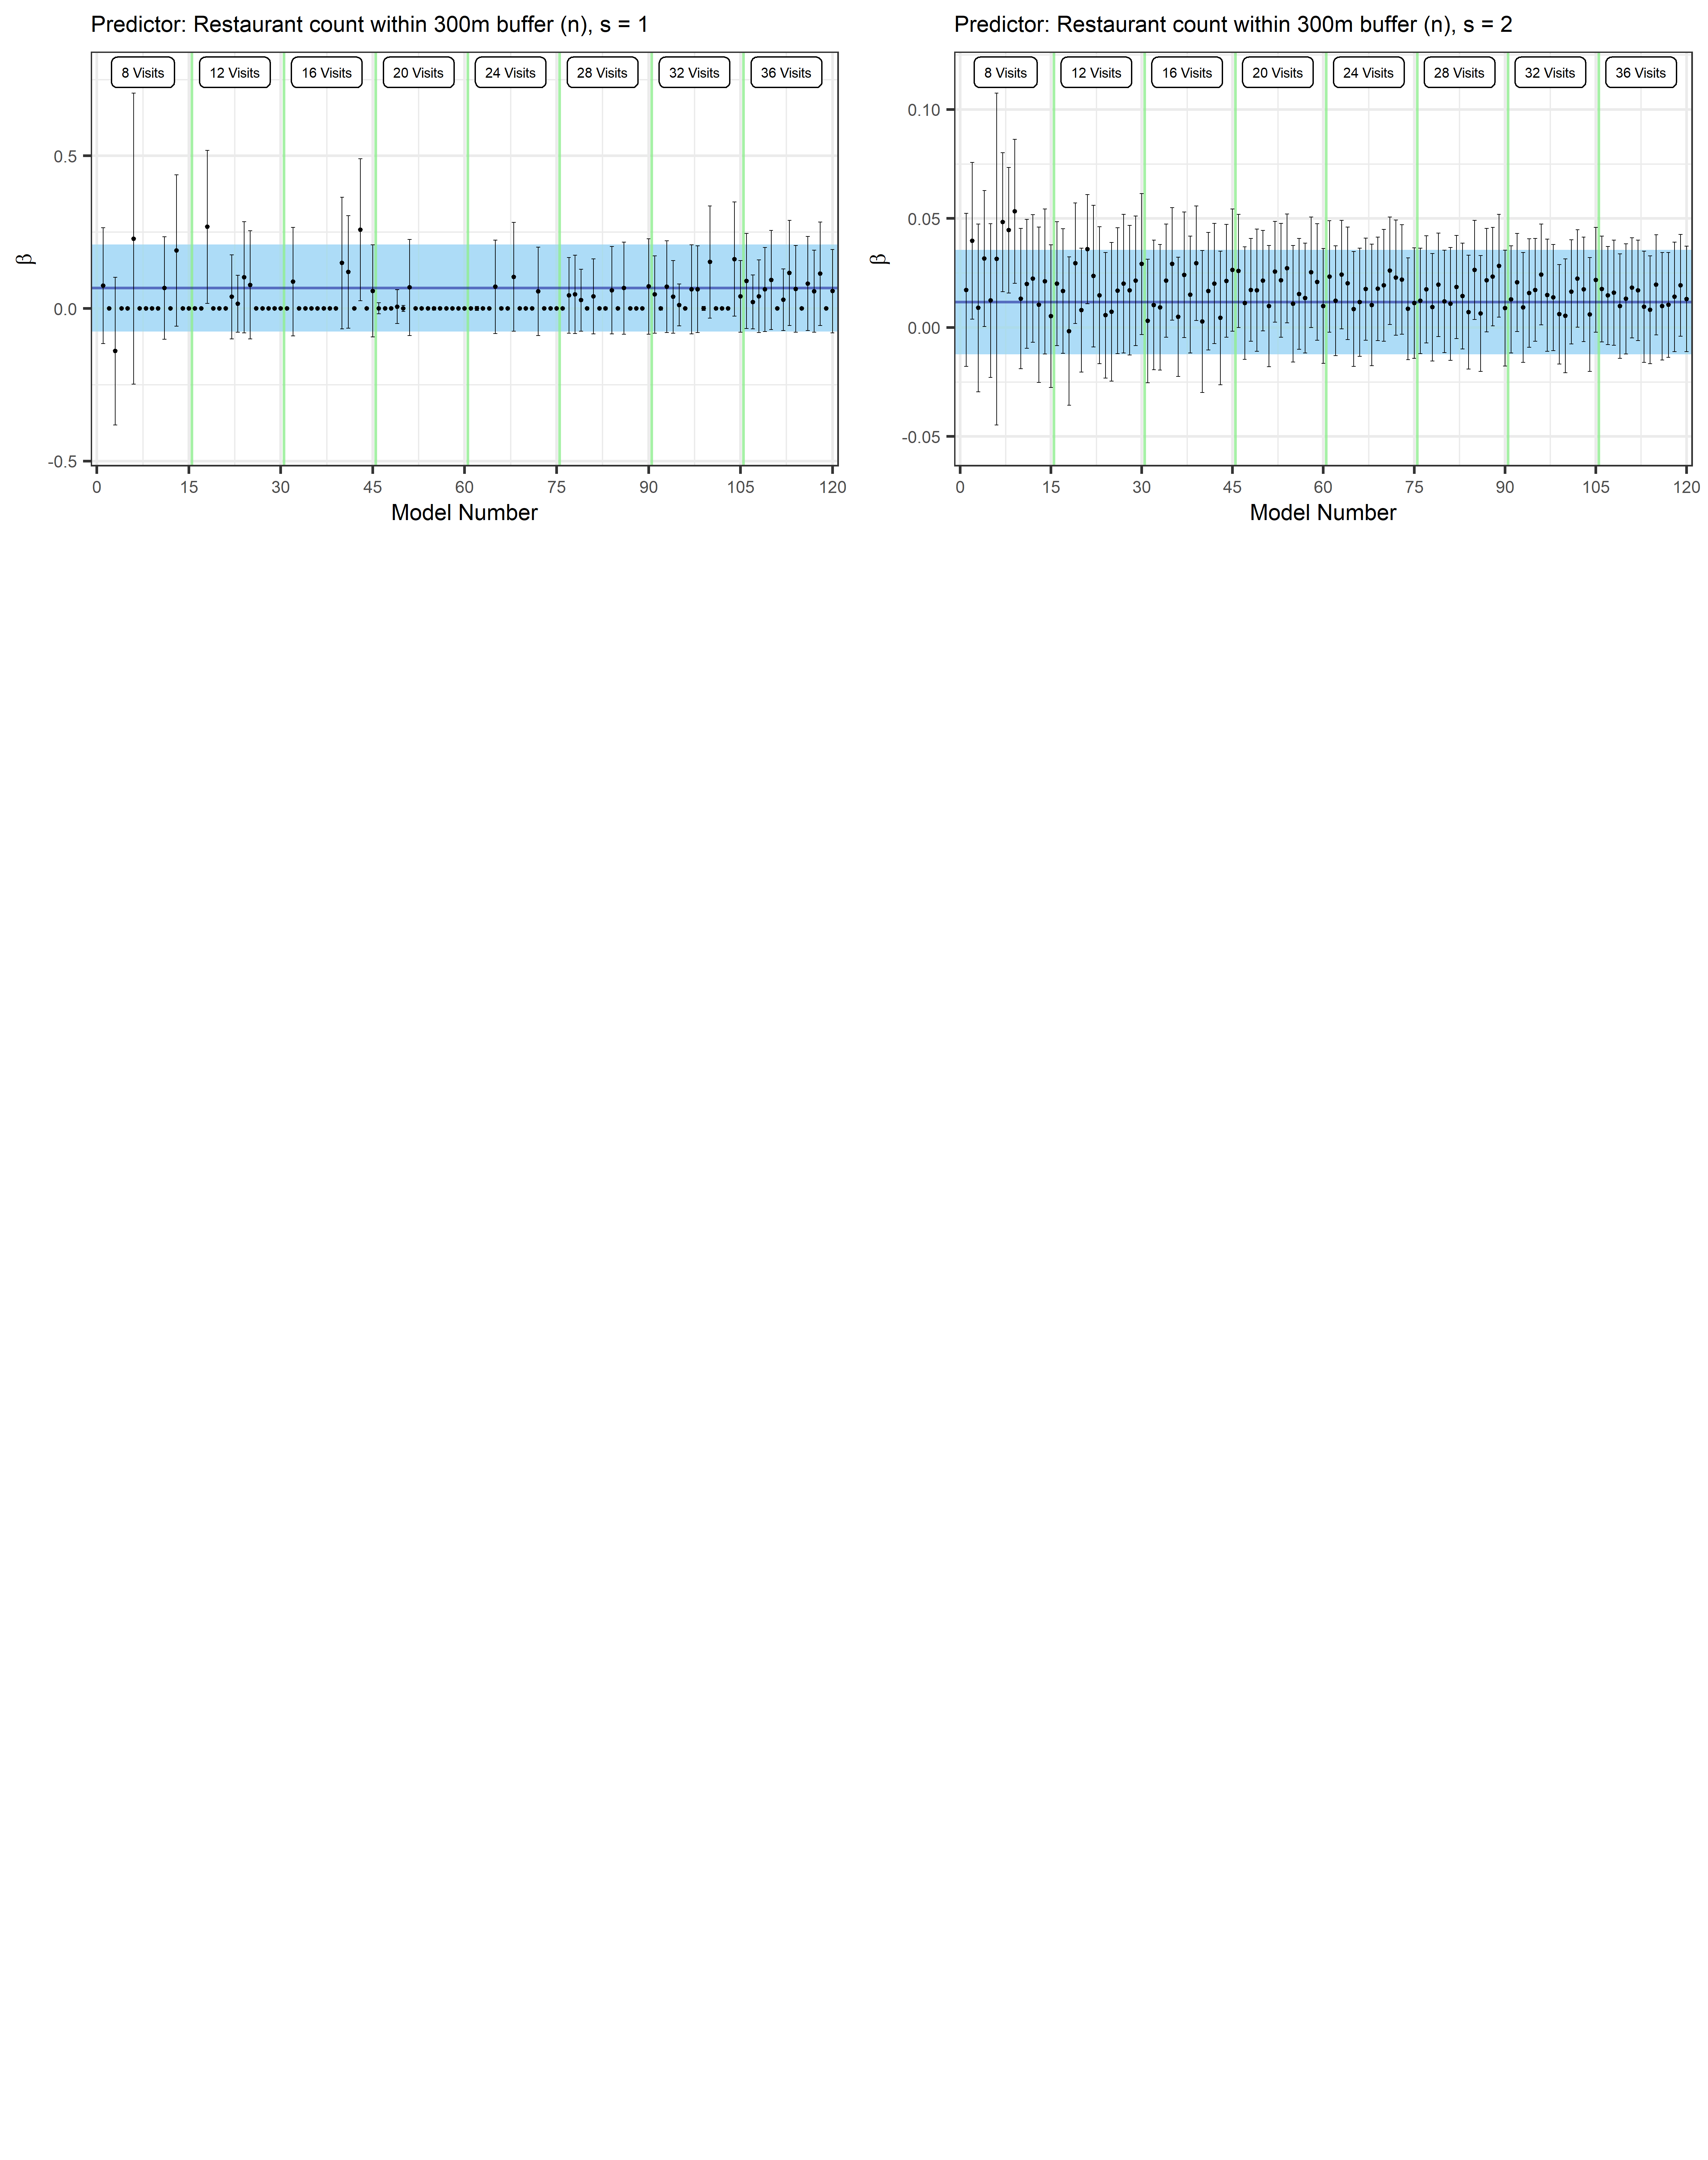 Predictor: Restaurant count within 300m buffer (n), s = 1
8 Visits 12 Visits 16 Visits 20 Visits 24 Visits 28 Visits 32 Visits 36 Visits
0.5
0.0
-0.5
β
0 15 30 45 60 75 90 105 120
Model Number
Predictor: Restaurant count within 300m buffer (n), s = 2
8 Visits 12 Visits 16 Visits 20 Visits 24 Visits 28 Visits 32 Visits 36 Visits
0.10
0.05
0.00
-0.05
β
0 15 30 45 60 75 90 105 120
Model Number